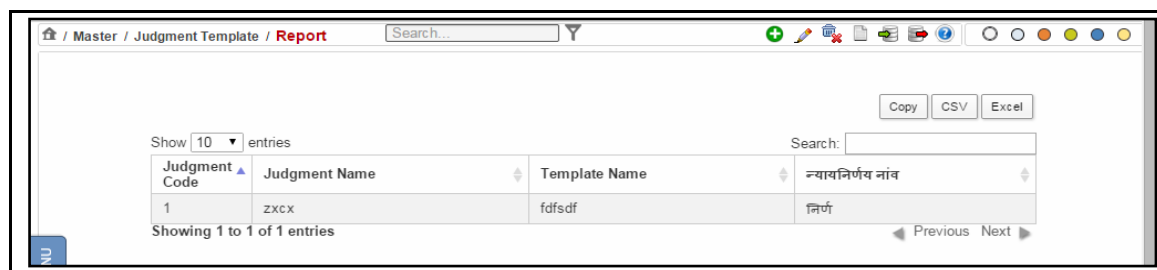 / Master / Judgment Template / Report Search...
Copy CSV Excel
Show 10 entries Search:
Judgment Code Judgment Name Template Name न्यायनिर्णय नांव
1 zxcx fdfsdf निर्ण
Showing 1 to 1 of 1 entries Previous Next
NU